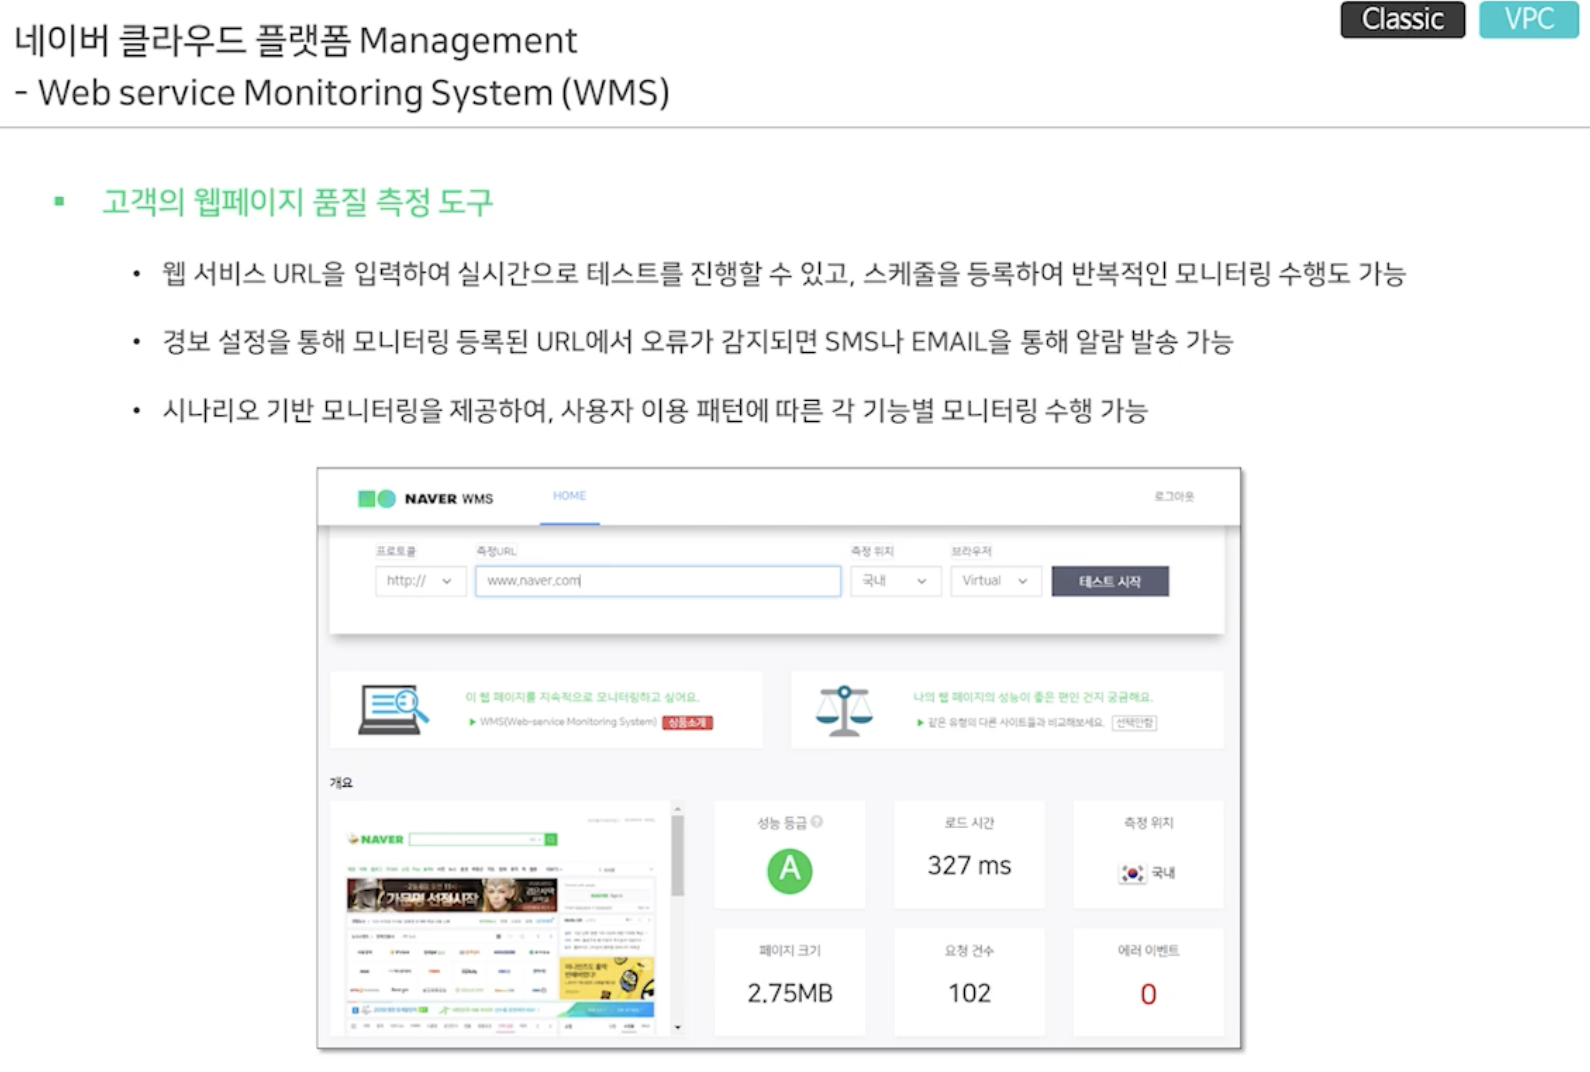 Classic
VPC
네이버 클라우드 플랫폼 Management
- Web service Monitoring System (WMS)
▪ 고객의 웹페이지 품질 측정 도구
• 웹 서비스 URL을 입력하여 실시간으로 테스트를 진행할 수 있고, 스케줄을 등록하여 반복적인 모니터링 수행도 가능
• 경보 설정을 통해 모니터링 등록된 URL에서 오류가 감지되면 SMS나 EMAIL을 통해 알람 발송 가능
• 시나리오 기반 모니터링을 제공하여, 사용자 이용 패턴에 따른 각 기능별 모니터링 수행 가능
NAVER WMS
HOME
로그아웃
프로토콜
측정URL
측정 위치
브라우저
http://
www.naver.com
국내
Virtual
테스트 시작
이 웹 페이지를 지속적으로 모니터링하고 싶어요.
▶ WMS(Web-service Monitoring System) 상품소개
나의 웹 페이지의 성능이 좋은 편인 건지 궁금해요.
▶ 같은 유형의 다른 사이트들과 비교해보세요. 선택안함
개요
NAVER
가문명 선점시작
성능 등급
A
로드 시간
327 ms
측정 위치
국내
페이지 크기
2.75MB
요청 건수
102
에러 이벤트
0